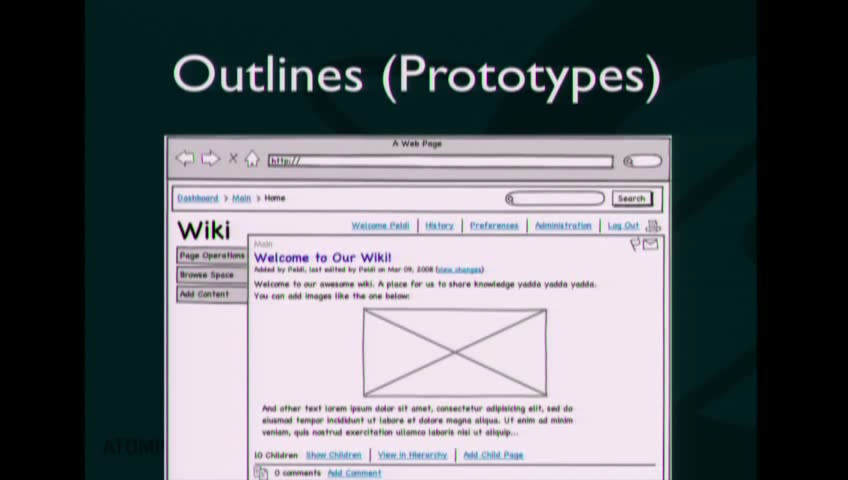 Outlines (Prototypes)
A Web Page
http://
Dashboard > Main > Home
Search
Wiki
Welcome Peldi | History | Preferences | Administration | Log Out
Page Operations
Browse Space
Add Content
Main
Welcome to Our Wiki!
Added by Peldi, last edited by Peldi on Mar 09, 2008 (view changes)
Welcome to our awesome wiki. A place for us to share knowledge yadda yadda yadda.
You can add images like the one below:
And other text lorem ipsum dolor sit amet, consectetur adipisicing elit, sed do
eiusmod tempor incididunt ut labore et dolore magna aliqua. Ut enim ad minim
veniam, quis nostrud exercitation ullamco laboris nisi ut aliquip...
10 Children Show Children | View in Hierarchy | Add Child Page
0 comments Add Comment